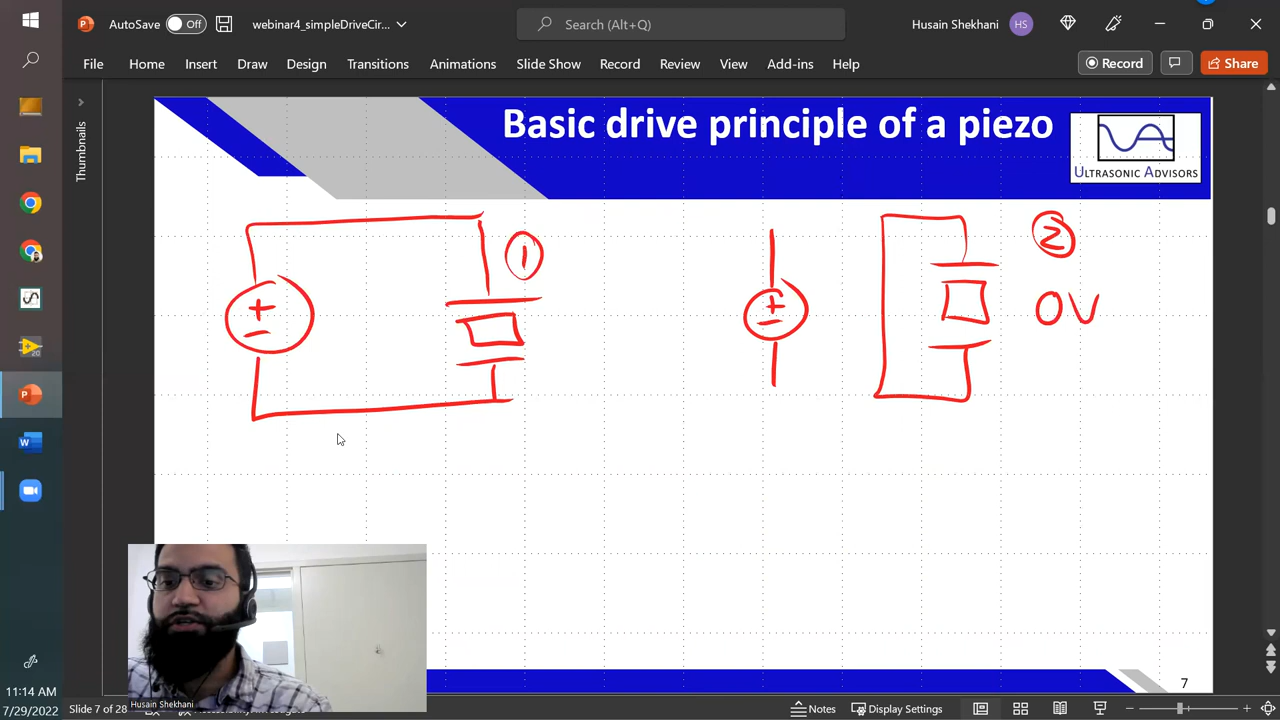 AutoSave Off webinar4_simpleDriveCir... Search (Alt+Q) Husain Shekhani HS
File Home Insert Draw Design Transitions Animations Slide Show Record Review View Add-ins Help Record Share
Thumbnails
Basic drive principle of a piezo
ULTRASONIC ADVISORS
1
+
−
2
+
−
0V
7
Husain Shekhani
11:14 AM
7/29/2022
Slide 7 of 28
Notes Display Settings